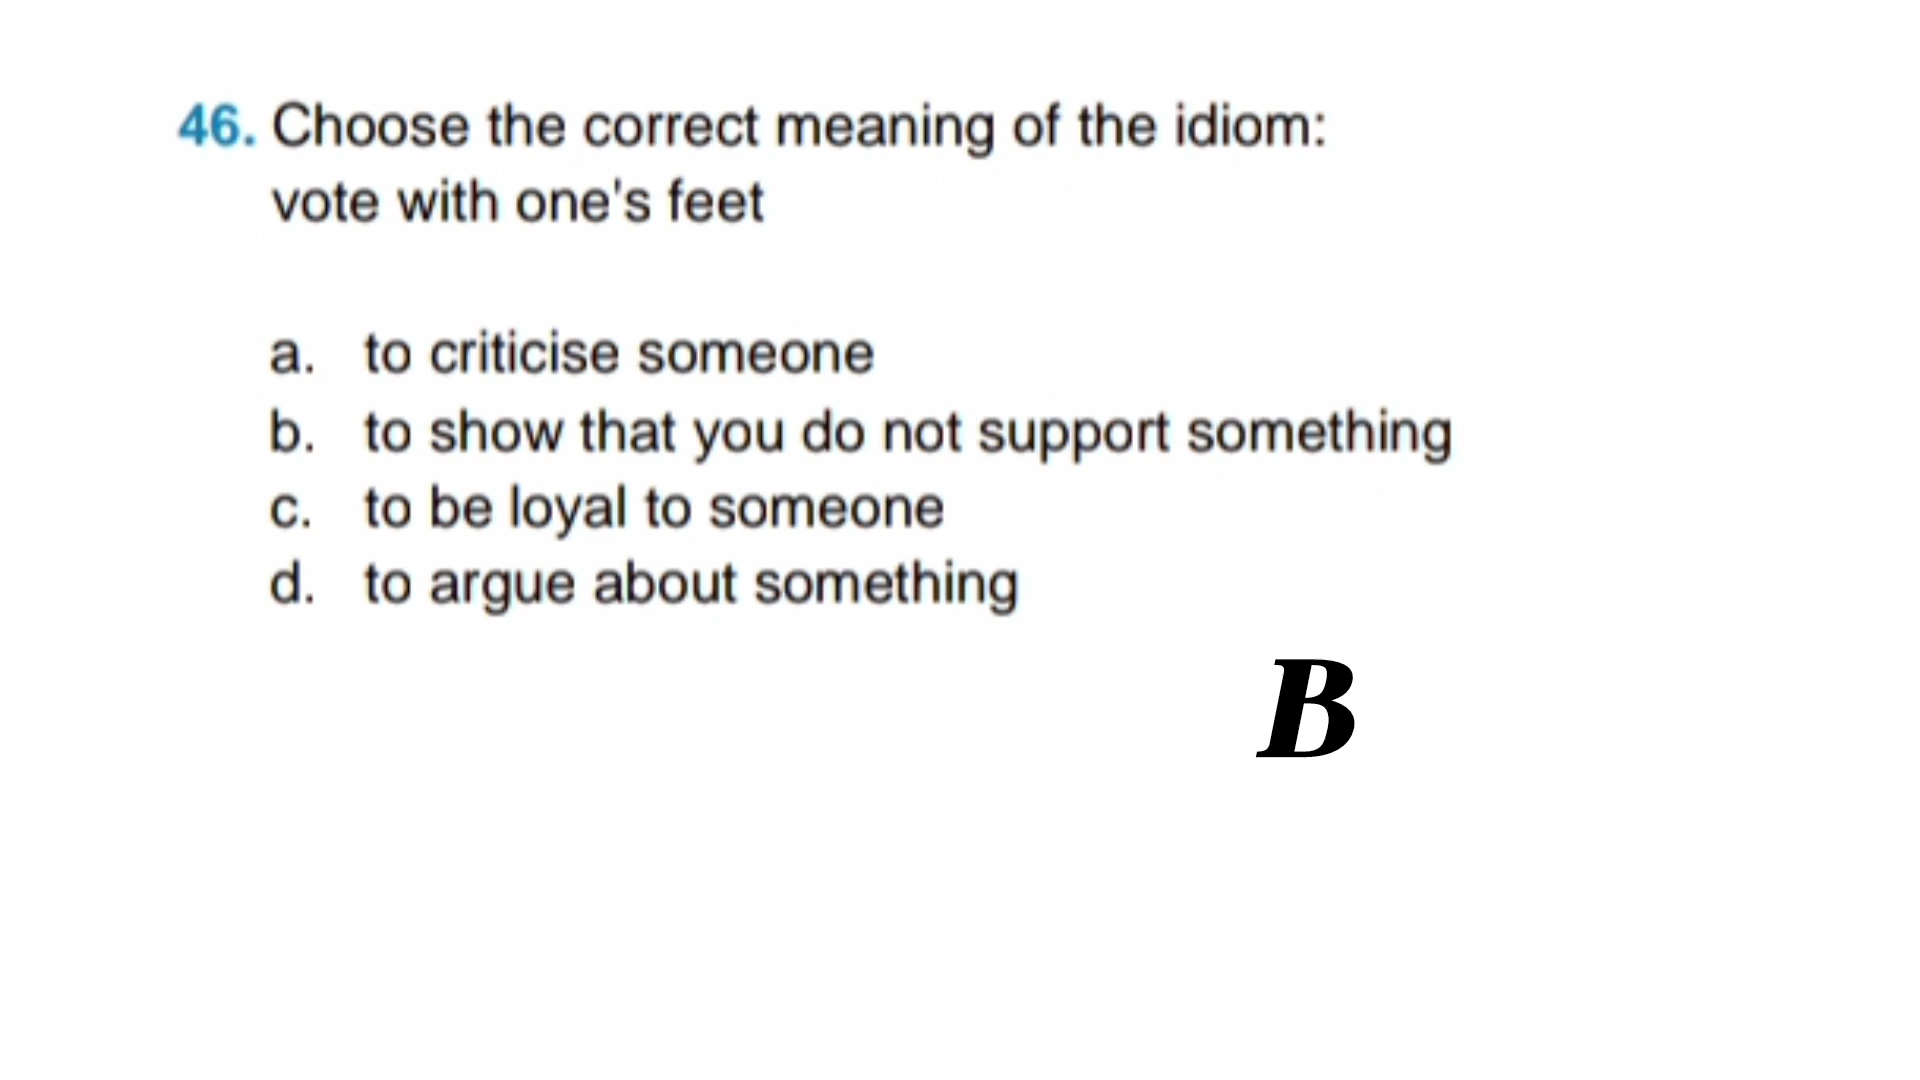 46. Choose the correct meaning of the idiom:
vote with one's feet
a. to criticise someone
b. to show that you do not support something
c. to be loyal to someone
d. to argue about something
B